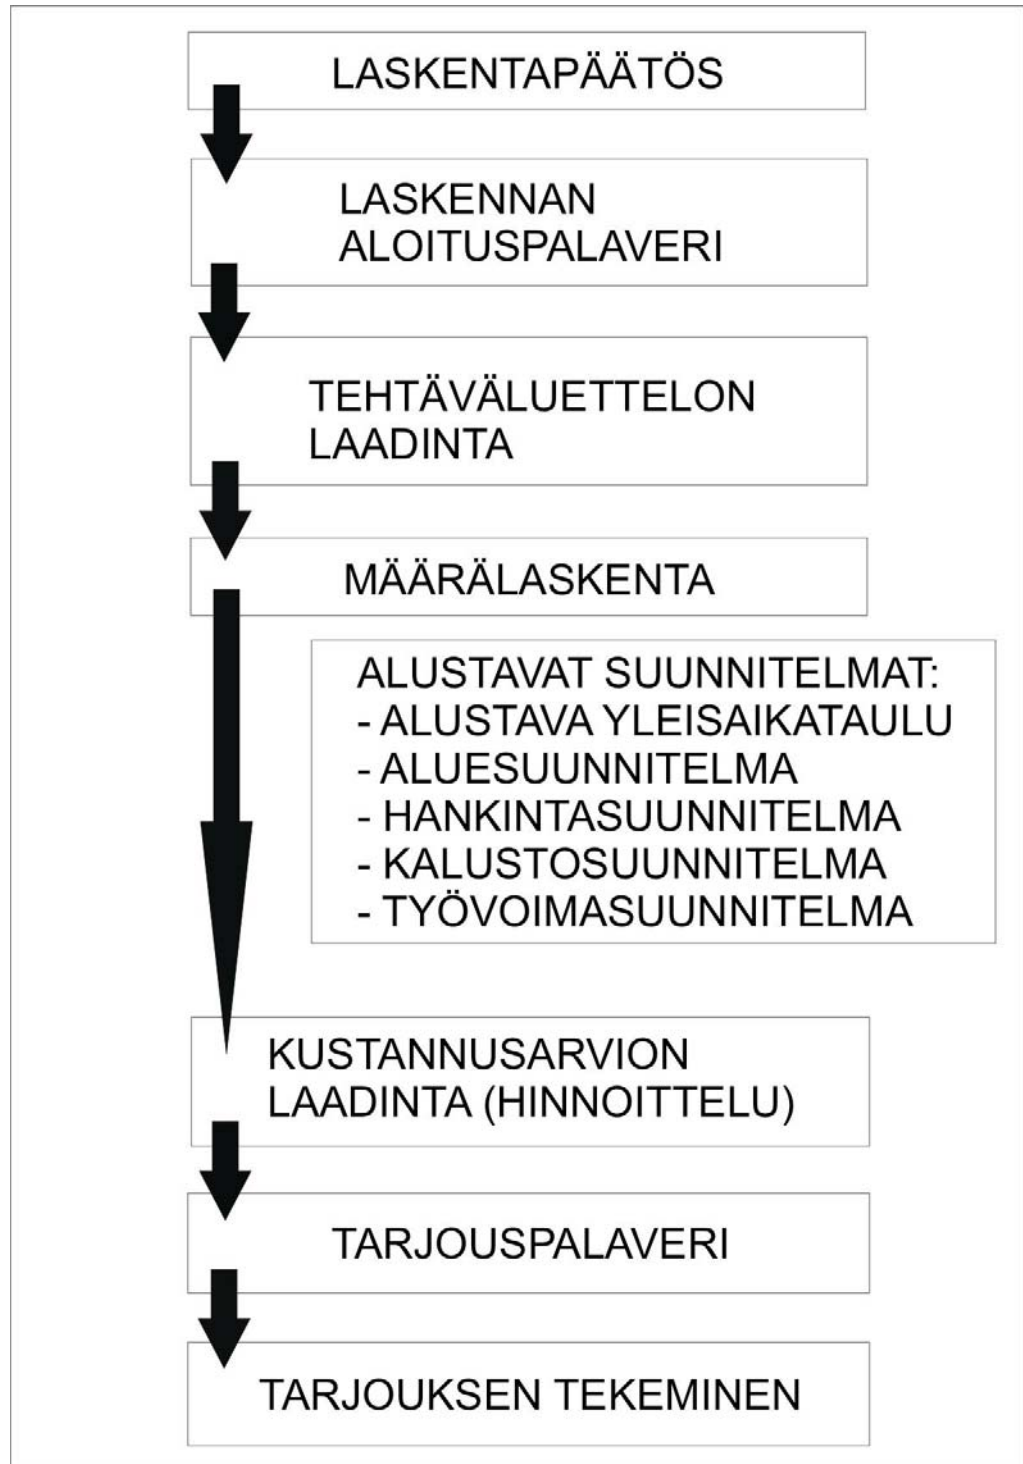 LASKENTAPÄÄTÖS
LASKENNAN
ALOITUSPALAVERI
TEHTÄVÄLUETTELON
LAADINTA
MÄÄRÄLASKENTA
ALUSTAVAT SUUNNITELMAT:
- ALUSTAVA YLEISAIKATAULU
- ALUESUUNNITELMA
- HANKINTASUUNNITELMA
- KALUSTOSUUNNITELMA
- TYÖVOIMASUUNNITELMA
KUSTANNUSARVION
LAADINTA (HINNOITTELU)
TARJOUSPALAVERI
TARJOUKSEN TEKEMINEN